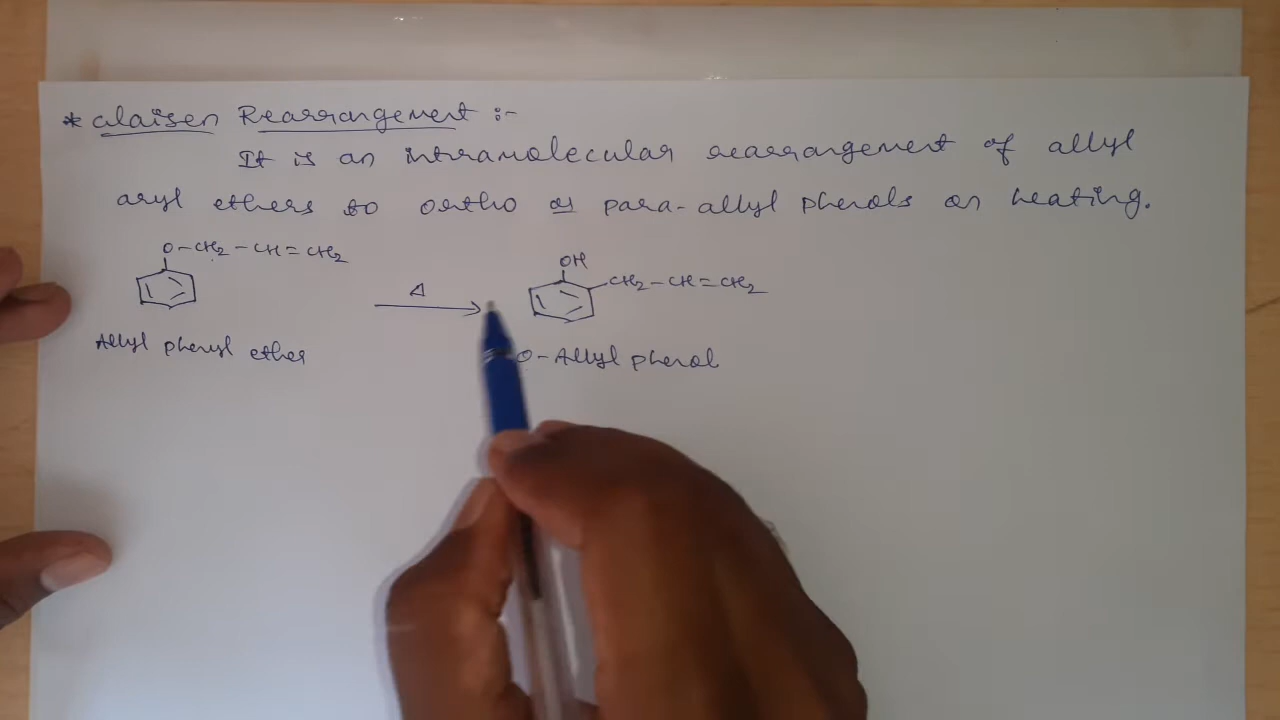 * Claisen Rearrangement :-
It is an intramolecular rearrangement of allyl
aryl ethers to ortho or para-allyl phenols on heating.
O-CH2-CH=CH2
Δ
OH
CH2-CH=CH2
Allyl phenyl ether
O-Allyl phenol